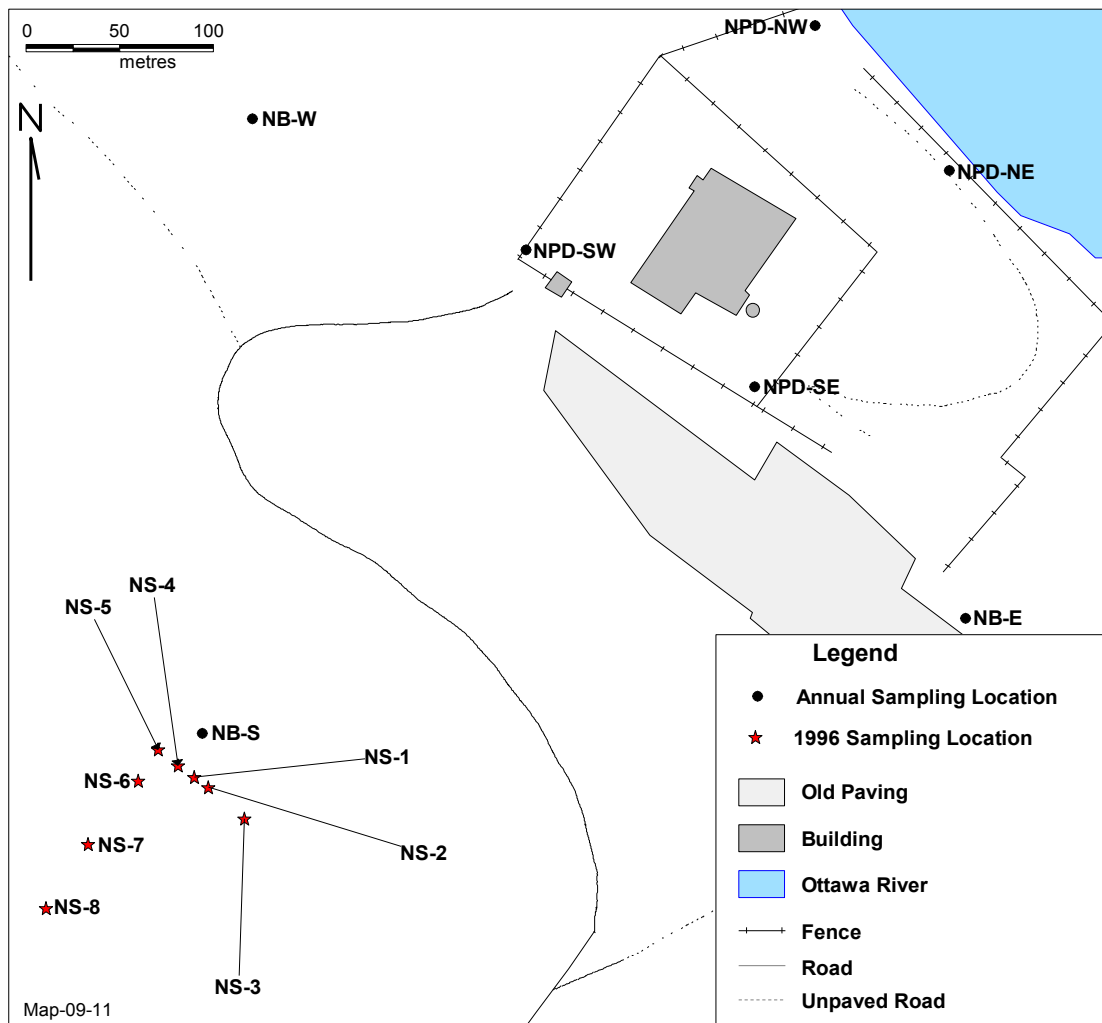 0 50 100
metres
N
NPD-NW
NB-W
NPD-NE
NPD-SW
NPD-SE
NS-4
NS-5
NB-E
NB-S
NS-1
NS-6
NS-7
NS-2
NS-8
NS-3
Map-09-11
Legend
Annual Sampling Location
1996 Sampling Location
Old Paving
Building
Ottawa River
Fence
Road
Unpaved Road